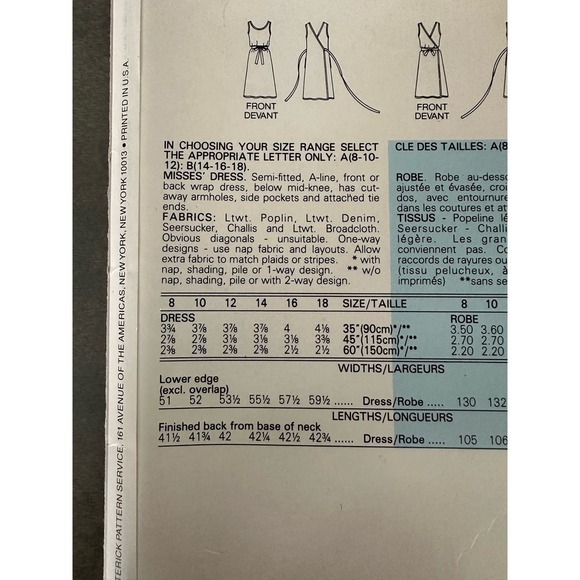 FRONT
DEVANT
FRONT
DEVANT
IN CHOOSING YOUR SIZE RANGE SELECT
THE APPROPRIATE LETTER ONLY: A(8-10-
12): B(14-16-18).
MISSES' DRESS. Semi-fitted, A-line, front or
back wrap dress, below mid-knee, has cut-
away armholes, side pockets and attached tie
ends.
FABRICS: Ltwt. Poplin, Ltwt. Denim,
Seersucker, Challis and Ltwt. Broadcloth.
Obvious diagonals - unsuitable. One-way
designs - use nap fabric and layouts. Allow
extra fabric to match plaids or stripes. * with
nap, shading, pile or 1-way design. ** w/o
nap, shading, pile or with 2-way design.
CLE DES TAILLES: A(8
ROBE. Robe au-dess
ajustée et évasée, croi
dos, avec entournure
dans les coutures et at
TISSUS - Popeline lé
Seersucker - Challi
légère. Les gran
conviennent pas. Co
raccords de rayures ou
(tissu pelucheux, à
imprimés) **sans se
8 10 12 14 16 18 SIZE/TAILLE 8 10
DRESS ROBE
3¾ 3⅞ 3⅞ 3⅞ 4 4⅛ 35"(90cm)*/** 3.50 3.60
2⅞ 2⅞ 3⅛ 3⅛ 3⅛ 3⅜ 45"(115cm)*/** 2.70 2.70
2⅜ 2⅜ 2⅜ 2⅜ 2½ 2½ 60"(150cm)*/** 2.20 2.20
WIDTHS/LARGEURS
Lower edge
(excl. overlap)
51 52 53½ 55½ 57½ 59½ ...... Dress/Robe ..... 130 132
LENGTHS/LONGUEURS
Finished back from base of neck
41½ 41¾ 42 42¼ 42½ 42¾ ...... Dress/Robe ..... 105 106
TERICK PATTERN SERVICE, 161 AVENUE OF THE AMERICAS, NEW YORK, NEW YORK 10013 • PRINTED IN U.S.A.